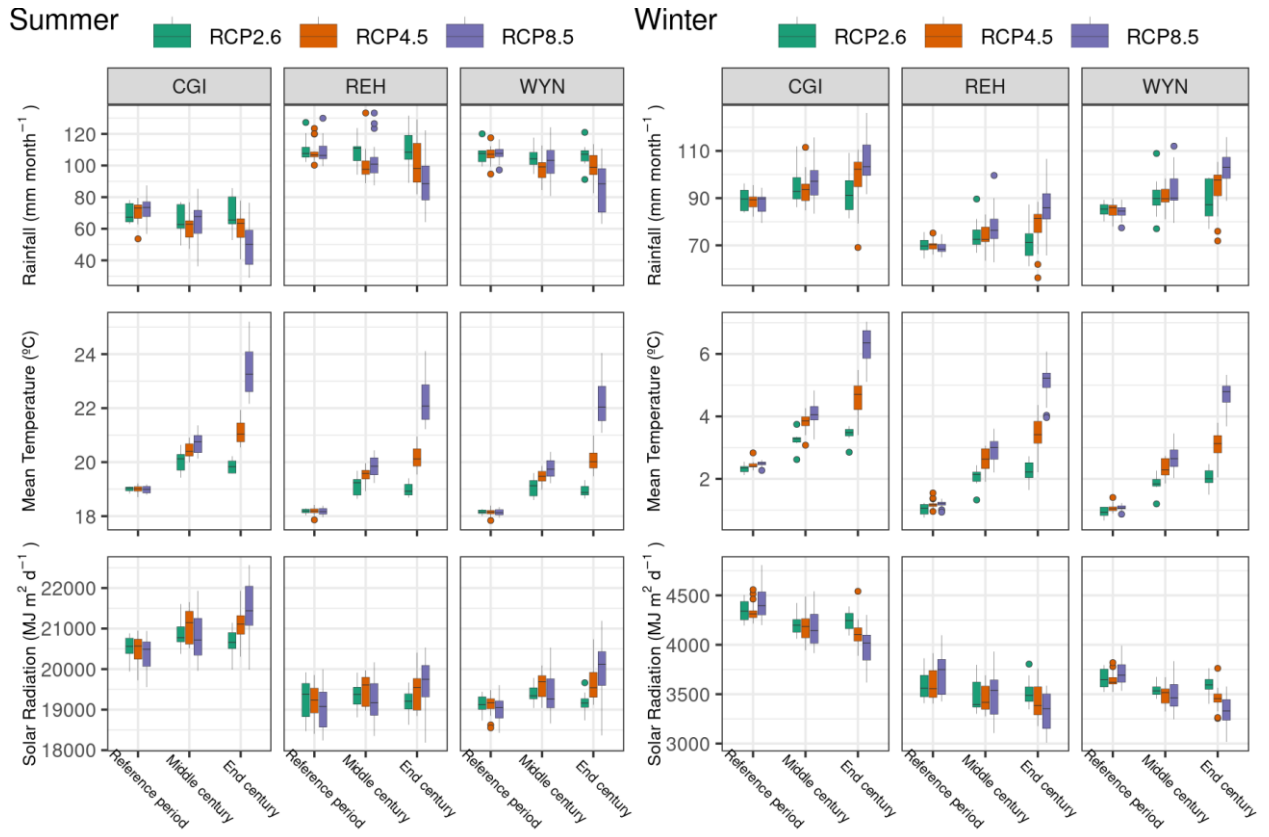 Summer
RCP2.6 RCP4.5 RCP8.5
CGI REH WYN
Rainfall (mm month⁻¹)
120
100
80
60
40
Mean Temperature (ºC)
24
22
20
18
Solar Radiation (MJ m² d⁻¹)
22000
21000
20000
19000
18000
Reference period Middle century End century Reference period Middle century End century Reference period Middle century End century
Winter
RCP2.6 RCP4.5 RCP8.5
CGI REH WYN
Rainfall (mm month⁻¹)
110
90
70
Mean Temperature (ºC)
6
4
2
Solar Radiation (MJ m² d⁻¹)
4500
4000
3500
3000
Reference period Middle century End century Reference period Middle century End century Reference period Middle century End century